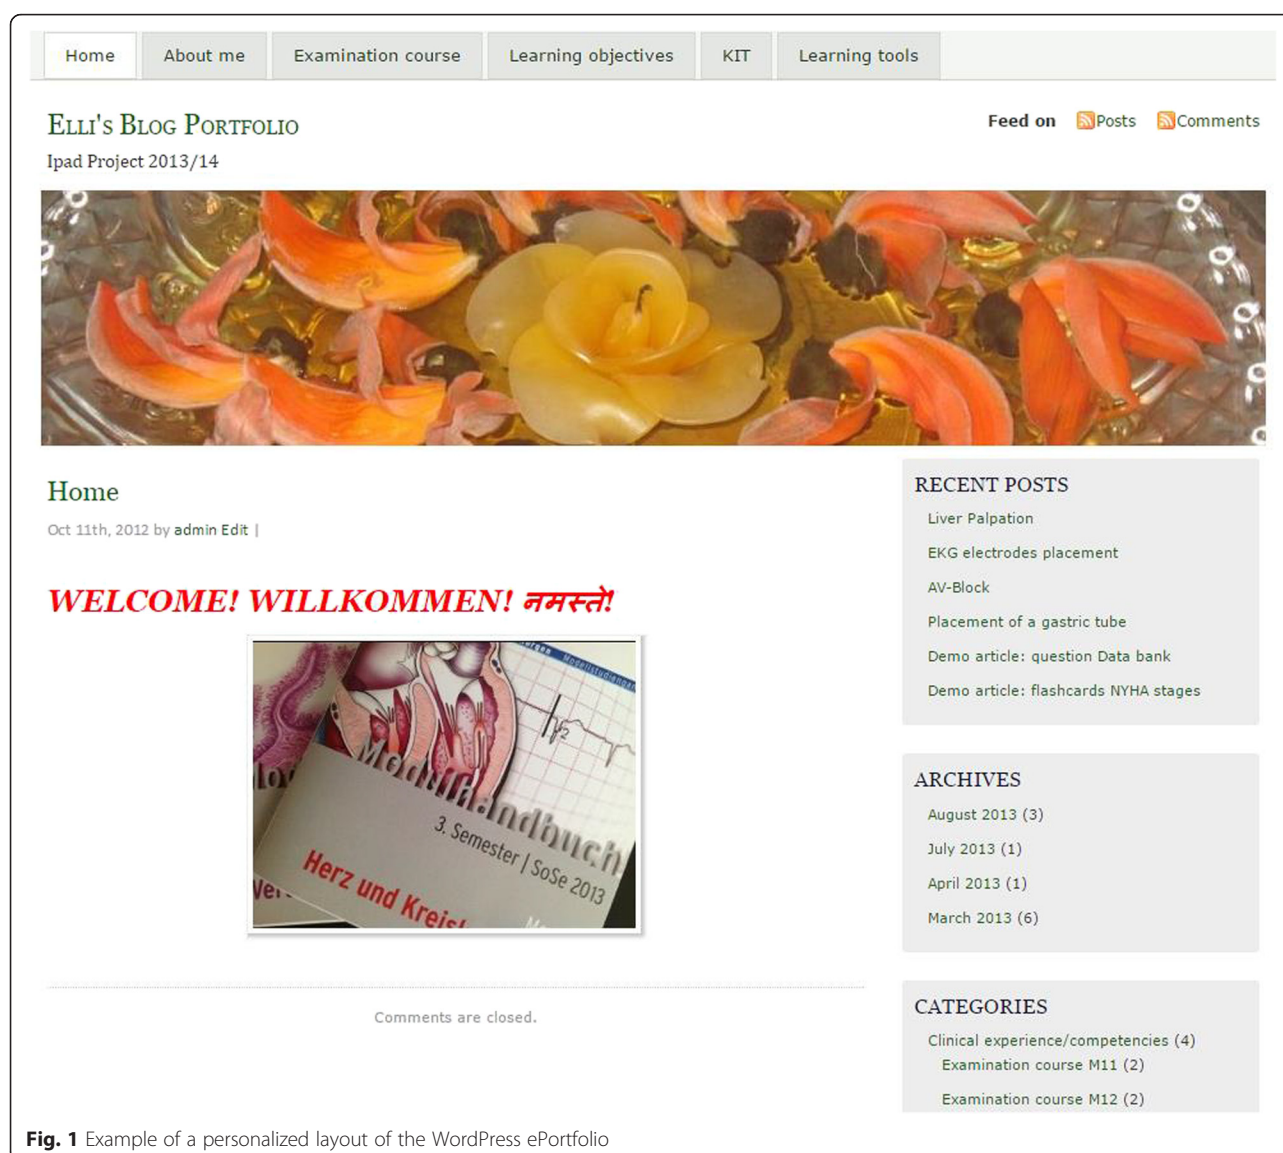 Home About me Examination course Learning objectives KIT Learning tools
ELLI'S BLOG PORTFOLIO
Feed on Posts Comments
Ipad Project 2013/14
Home
Oct 11th, 2012 by admin Edit |
WELCOME! WILLKOMMEN! नमस्ते!
Modulhandbuch
3. Semester | SoSe 2013
Herz und
Comments are closed.
RECENT POSTS
Liver Palpation
EKG electrodes placement
AV-Block
Placement of a gastric tube
Demo article: question Data bank
Demo article: flashcards NYHA stages
ARCHIVES
August 2013 (3)
July 2013 (1)
April 2013 (1)
March 2013 (6)
CATEGORIES
Clinical experience/competencies (4)
Examination course M11 (2)
Examination course M12 (2)
Fig. 1 Example of a personalized layout of the WordPress ePortfolio